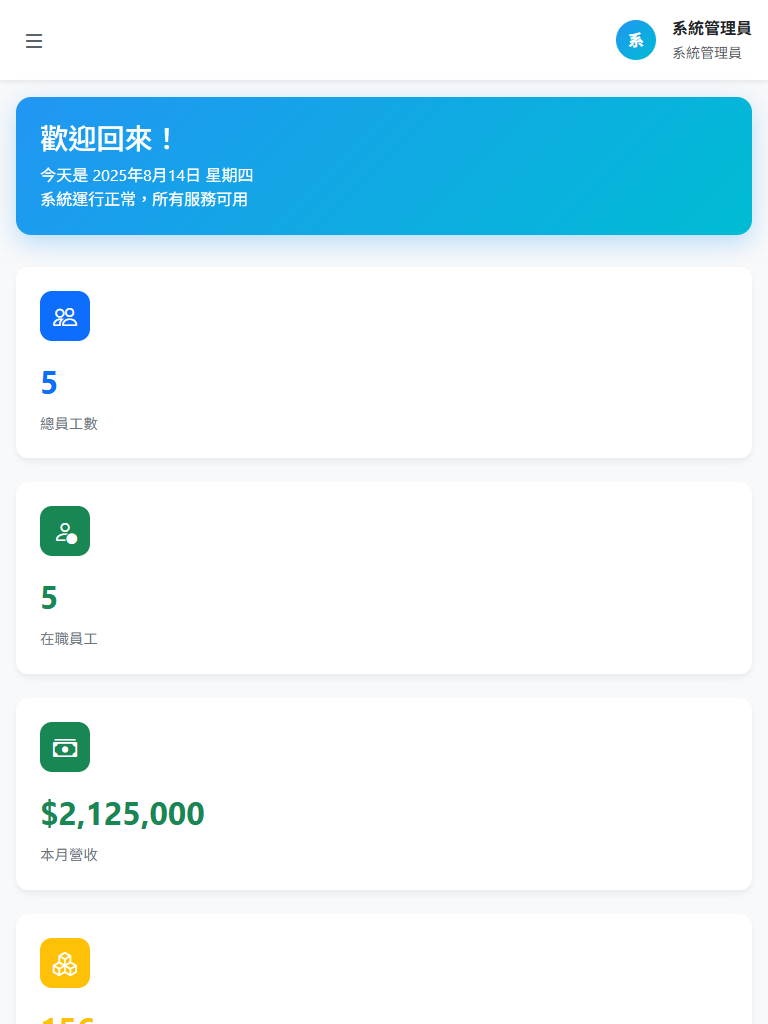 系統管理員
系
系統管理員
歡迎回來！
今天是 2025年8月14日 星期四
系統運行正常，所有服務可用
5
總員工數
5
在職員工
$2,125,000
本月營收
156